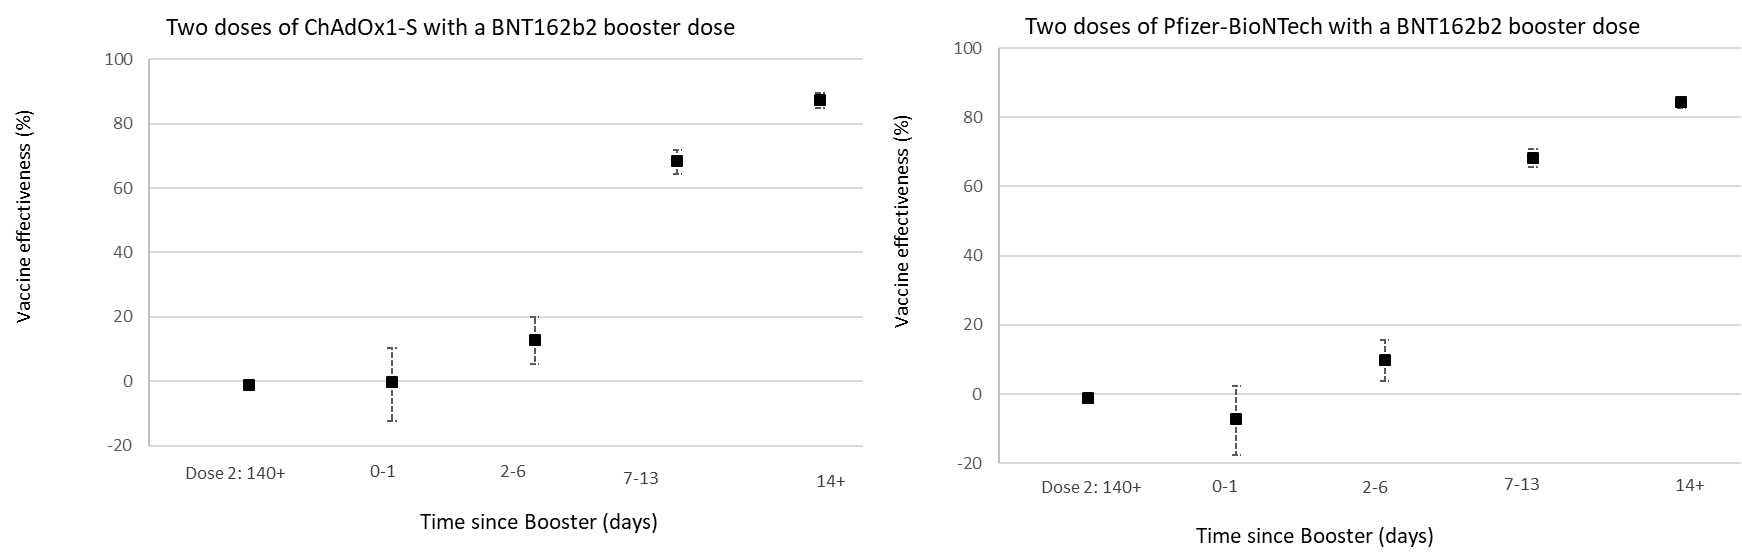 Two doses of ChAdOx1-S with a BNT162b2 booster dose
Vaccine effectiveness (%)
100
80
60
40
20
0
-20
Dose 2: 140+
0-1
2-6
7-13
14+
Time since Booster (days)
Two doses of Pfizer-BioNTech with a BNT162b2 booster dose
Vaccine effectiveness (%)
100
80
60
40
20
0
-20
Dose 2: 140+
0-1
2-6
7-13
14+
Time since Booster (days)